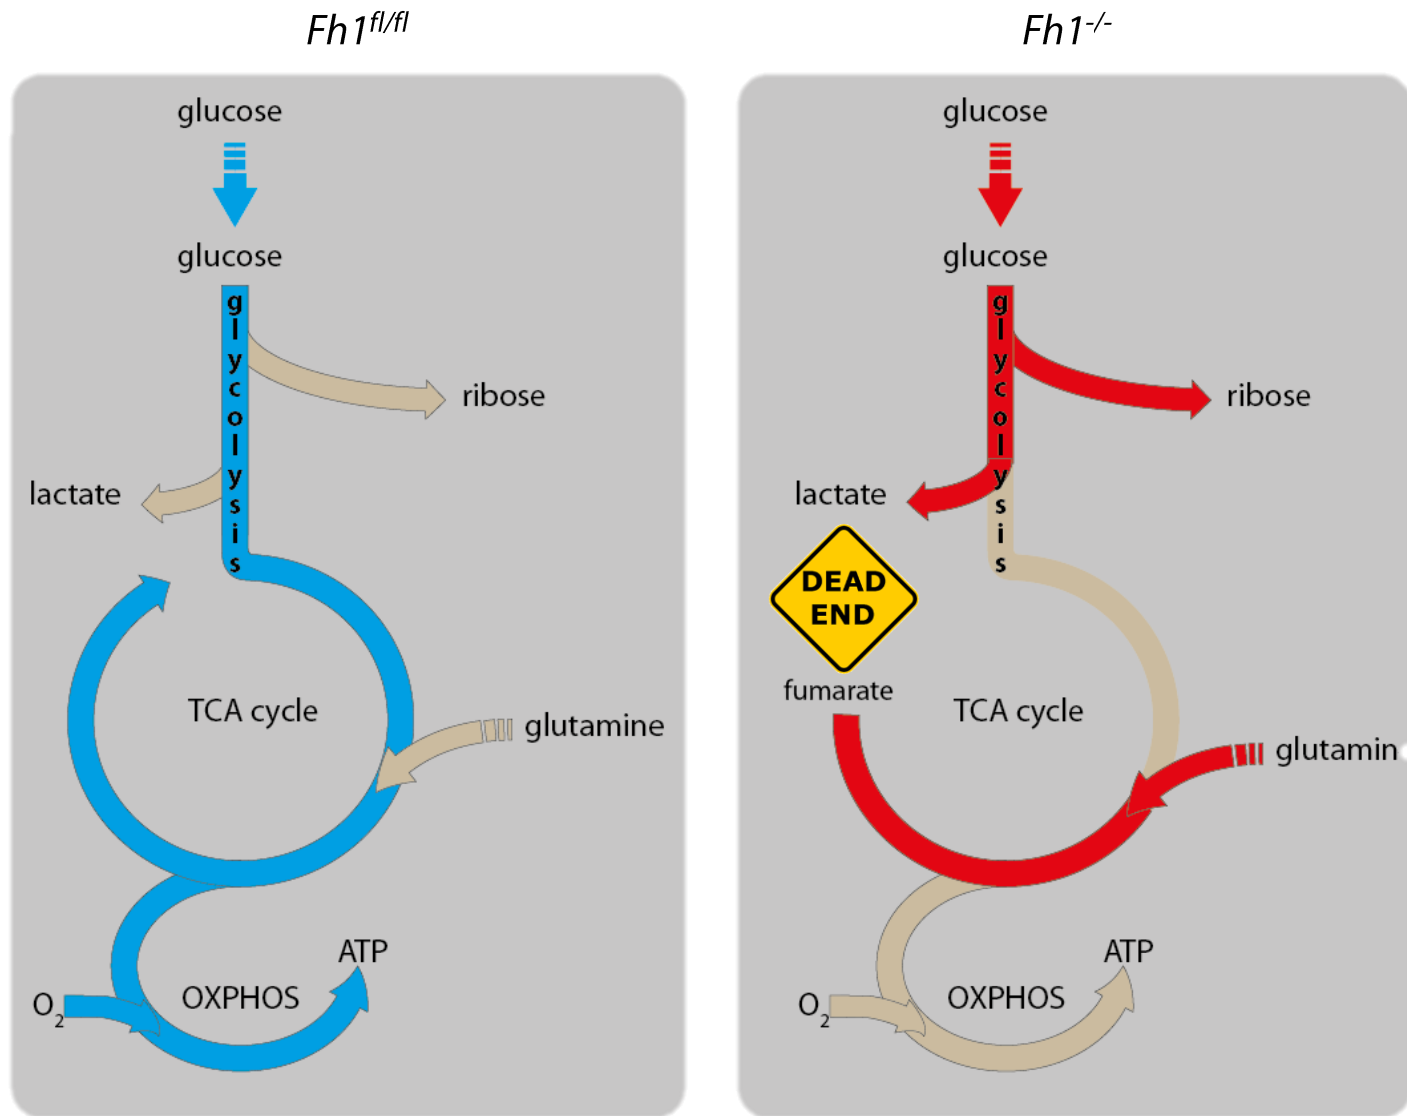 Fh1fl/fl
glucose
glucose
glycolysis
ribose
lactate
TCA cycle
glutamine
ATP
OXPHOS
O2
Fh1-/-
glucose
glucose
glycolysis
ribose
lactate
DEAD
END
fumarate
TCA cycle
glutamin
ATP
OXPHOS
O2